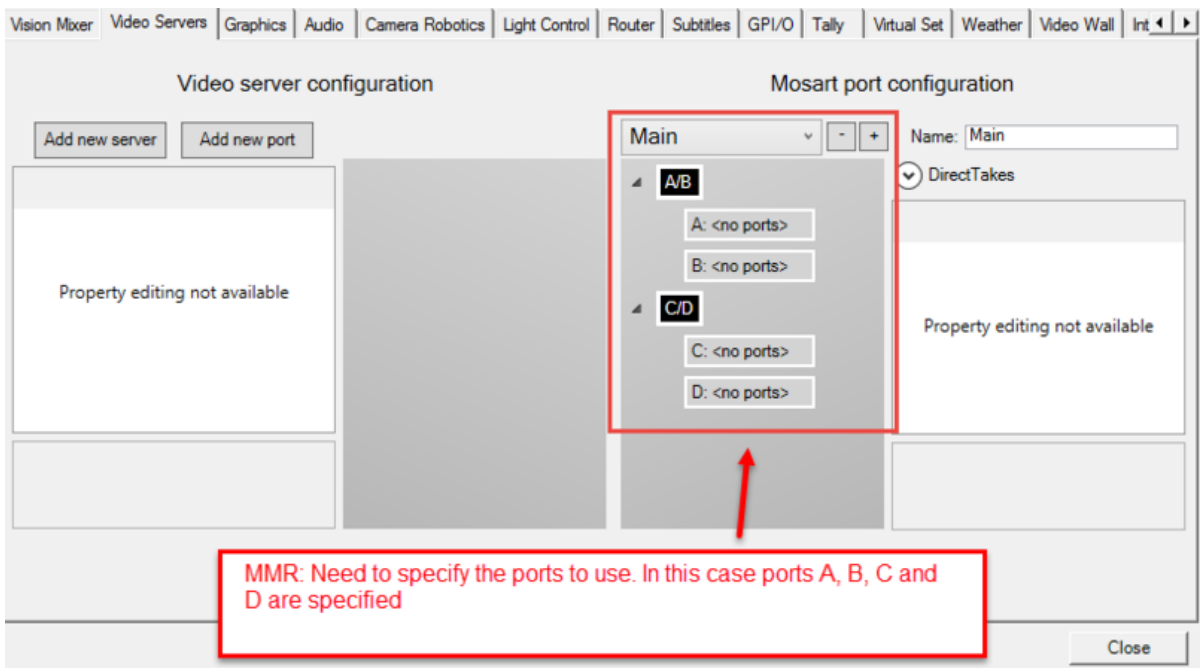 Vision Mixer Video Servers Graphics Audio Camera Robotics Light Control Router Subtitles GPI/O Tally Virtual Set Weather Video Wall Int
Video server configuration
Mosart port configuration
Add new server Add new port
Main - + Name: Main
DirectTakes
A/B
A: <no ports>
B: <no ports>
Property editing not available
C/D
Property editing not available
C: <no ports>
D: <no ports>
MMR: Need to specify the ports to use. In this case ports A, B, C and
D are specified
Close